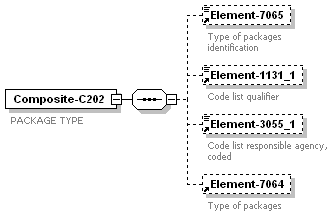 Element-7065
Type of packages
identification
Element-1131_1
Code list qualifier
Composite-C202
PACKAGE TYPE
Element-3055_1
Code list responsible agency,
coded
Element-7064
Type of packages